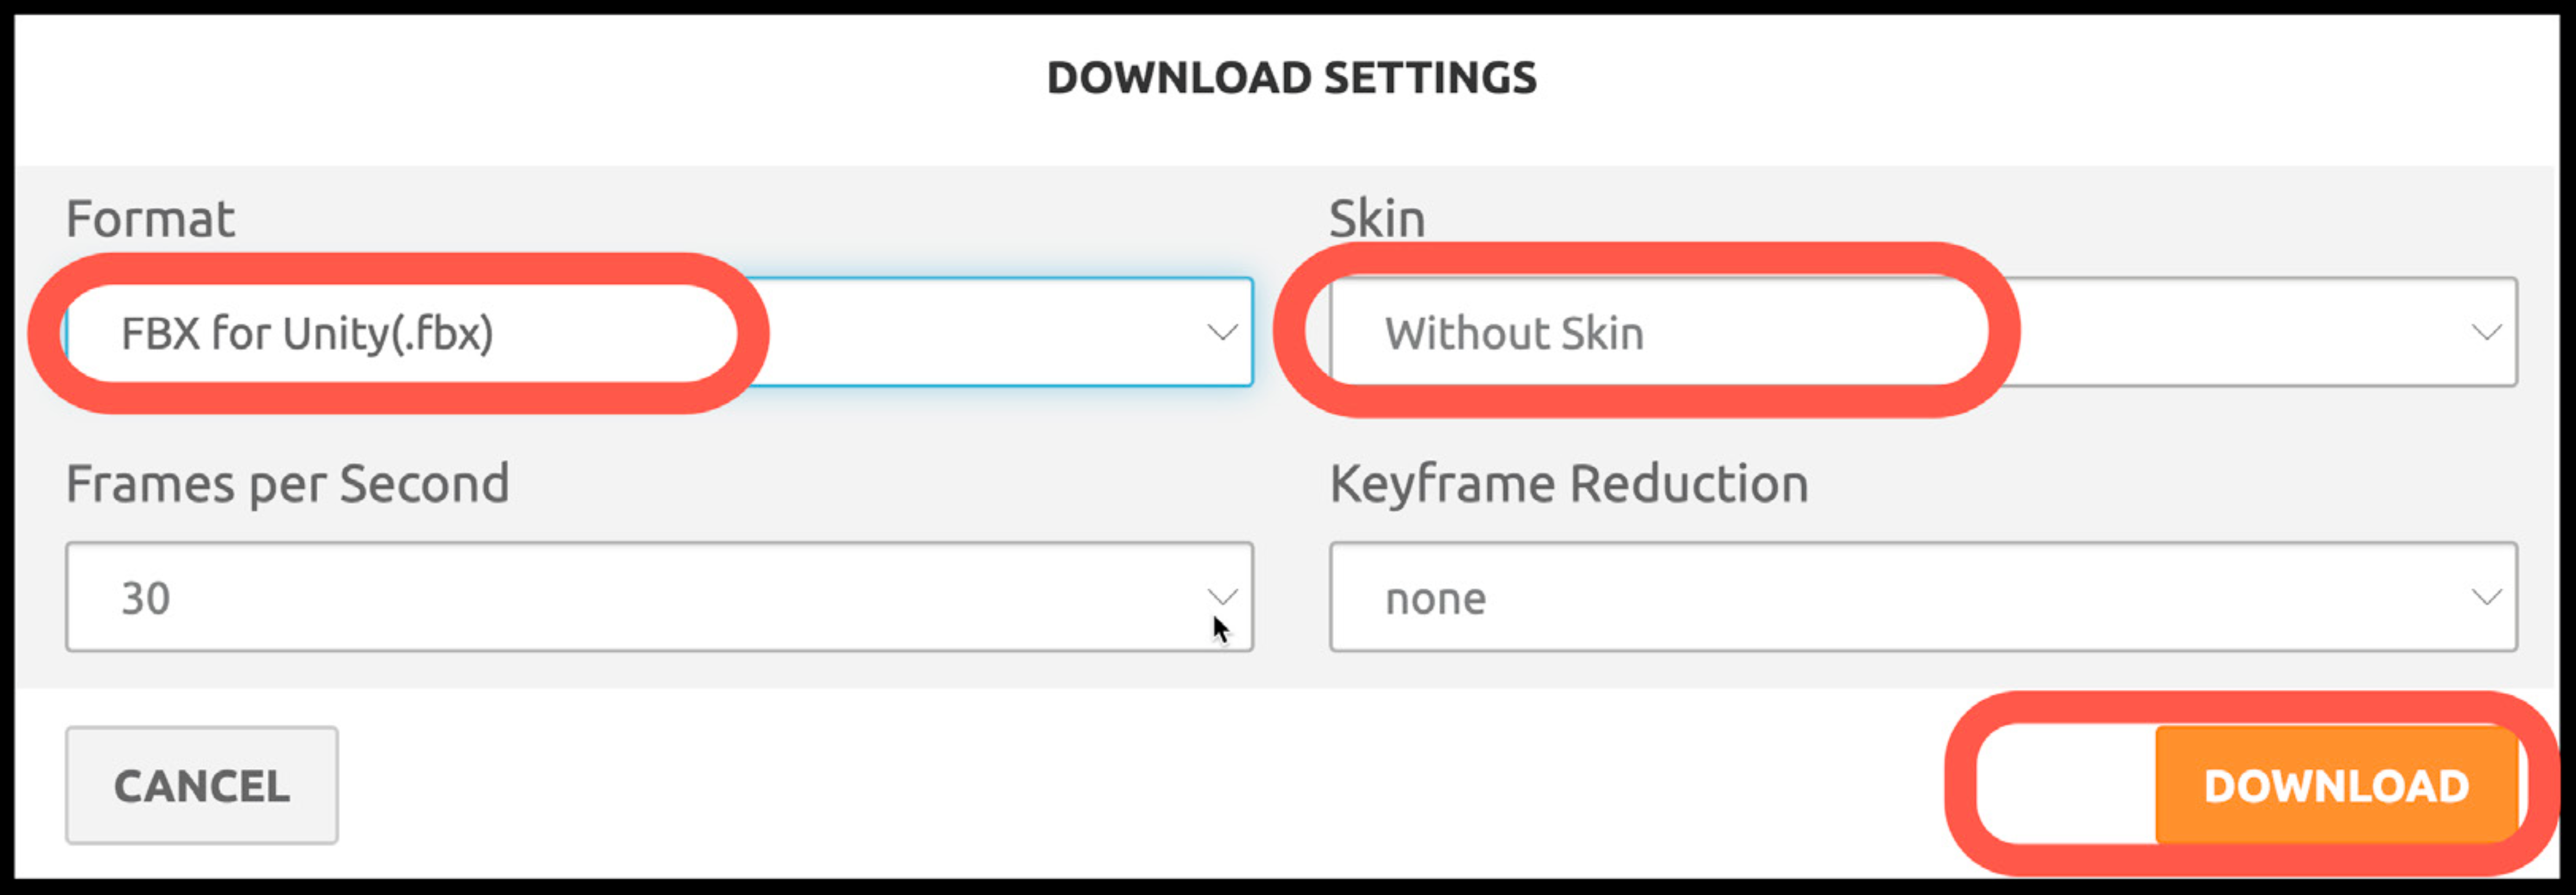 DOWNLOAD SETTINGS
Format
Skin
FBX for Unity(.fbx)
Without Skin
Frames per Second
Keyframe Reduction
30
none
CANCEL
DOWNLOAD